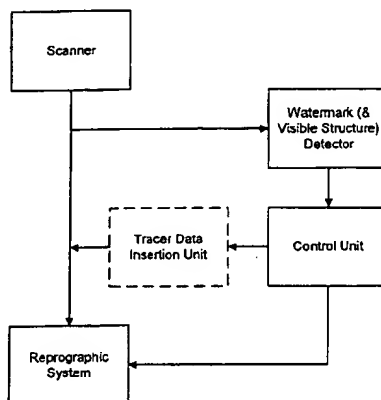 Scanner
Watermark (&
Visible Structure)
Detector
Tracer Data
Insertion Unit
Control Unit
Reprographic
System